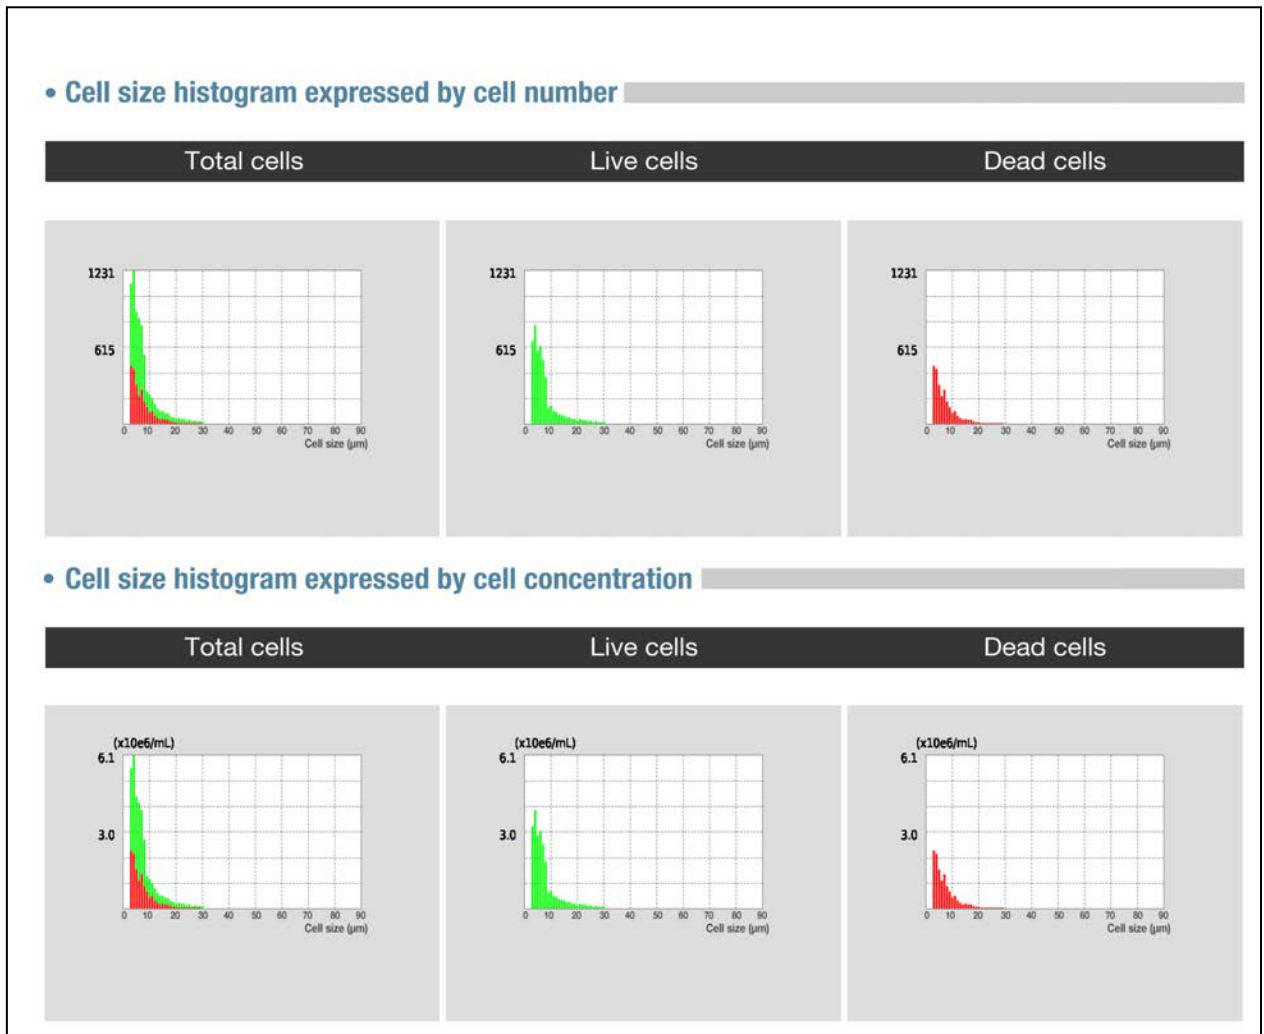 • Cell size histogram expressed by cell number
Total cells Live cells Dead cells
1231 1231 1231
615 615 615
0 10 20 30 40 50 60 70 80 90 0 10 20 30 40 50 60 70 80 90 0 10 20 30 40 50 60 70 80 90
Cell size (µm) Cell size (µm) Cell size (µm)
• Cell size histogram expressed by cell concentration
Total cells Live cells Dead cells
(x10e6/mL) (x10e6/mL) (x10e6/mL)
6.1 6.1 6.1
3.0 3.0 3.0
0 10 20 30 40 50 60 70 80 90 0 10 20 30 40 50 60 70 80 90 0 10 20 30 40 50 60 70 80 90
Cell size (µm) Cell size (µm) Cell size (µm)